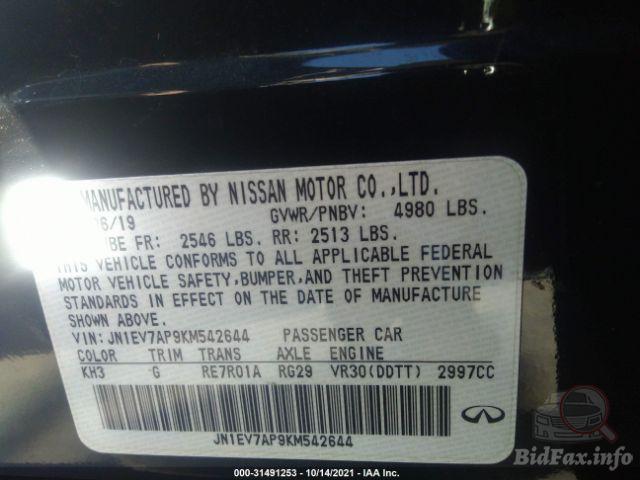 MANUFACTURED BY NISSAN MOTOR CO.,LTD.
6/19 GVWR/PNBV: 4980 LBS.
FR: 2546 LBS. RR: 2513 LBS.
THIS VEHICLE CONFORMS TO ALL APPLICABLE FEDERAL
MOTOR VEHICLE SAFETY,BUMPER,AND THEFT PREVENTION
STANDARDS IN EFFECT ON THE DATE OF MANUFACTURE
SHOWN ABOVE.
VIN:JN1EV7AP9KM542644 PASSENGER CAR
COLOR TRIM TRANS AXLE ENGINE
KH3 G RE7R01A RG29 VR30(DDTT) 2997CC
JN1EV7AP9KM542644
INFINITI
000-31491253 - 10/14/2021 - IAA Inc.
BidFax.info